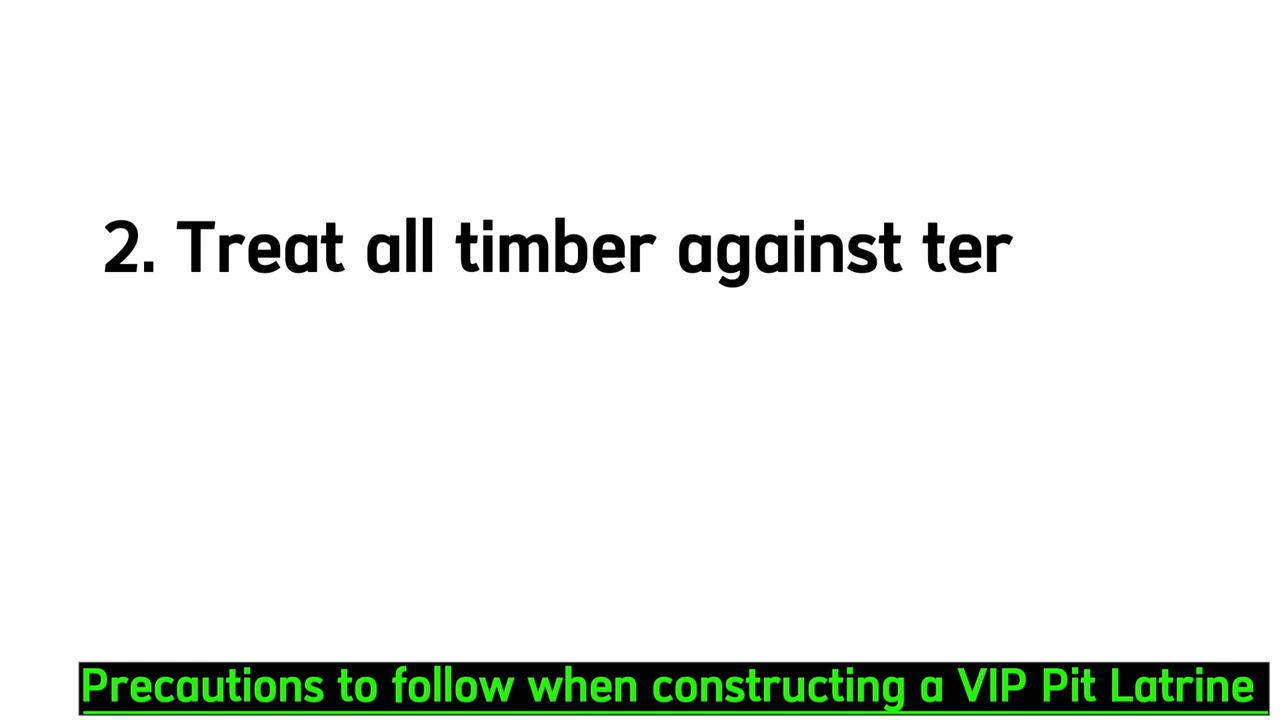 2. Treat all timber against ter
Precautions to follow when constructing a VIP Pit Latrine